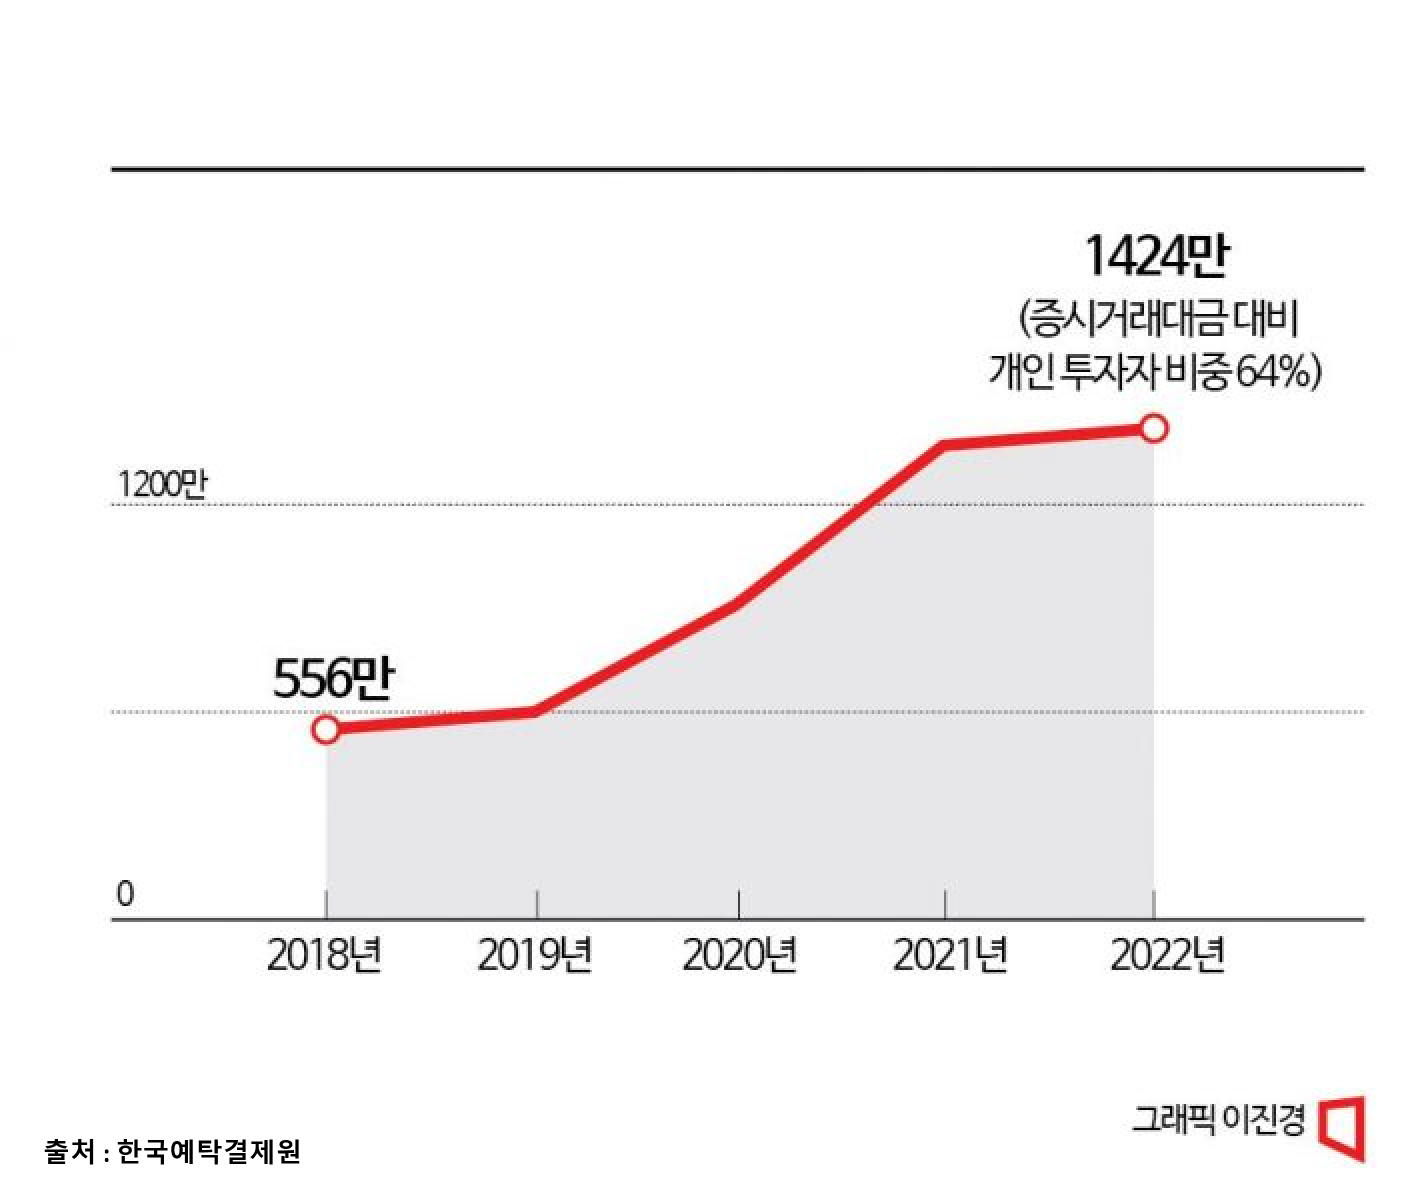 1424만
(증시거래대금 대비
개인 투자자 비중 64%)
1200만
556만
0
2018년 2019년 2020년 2021년 2022년
그래픽 이진경
출처 : 한국예탁결제원